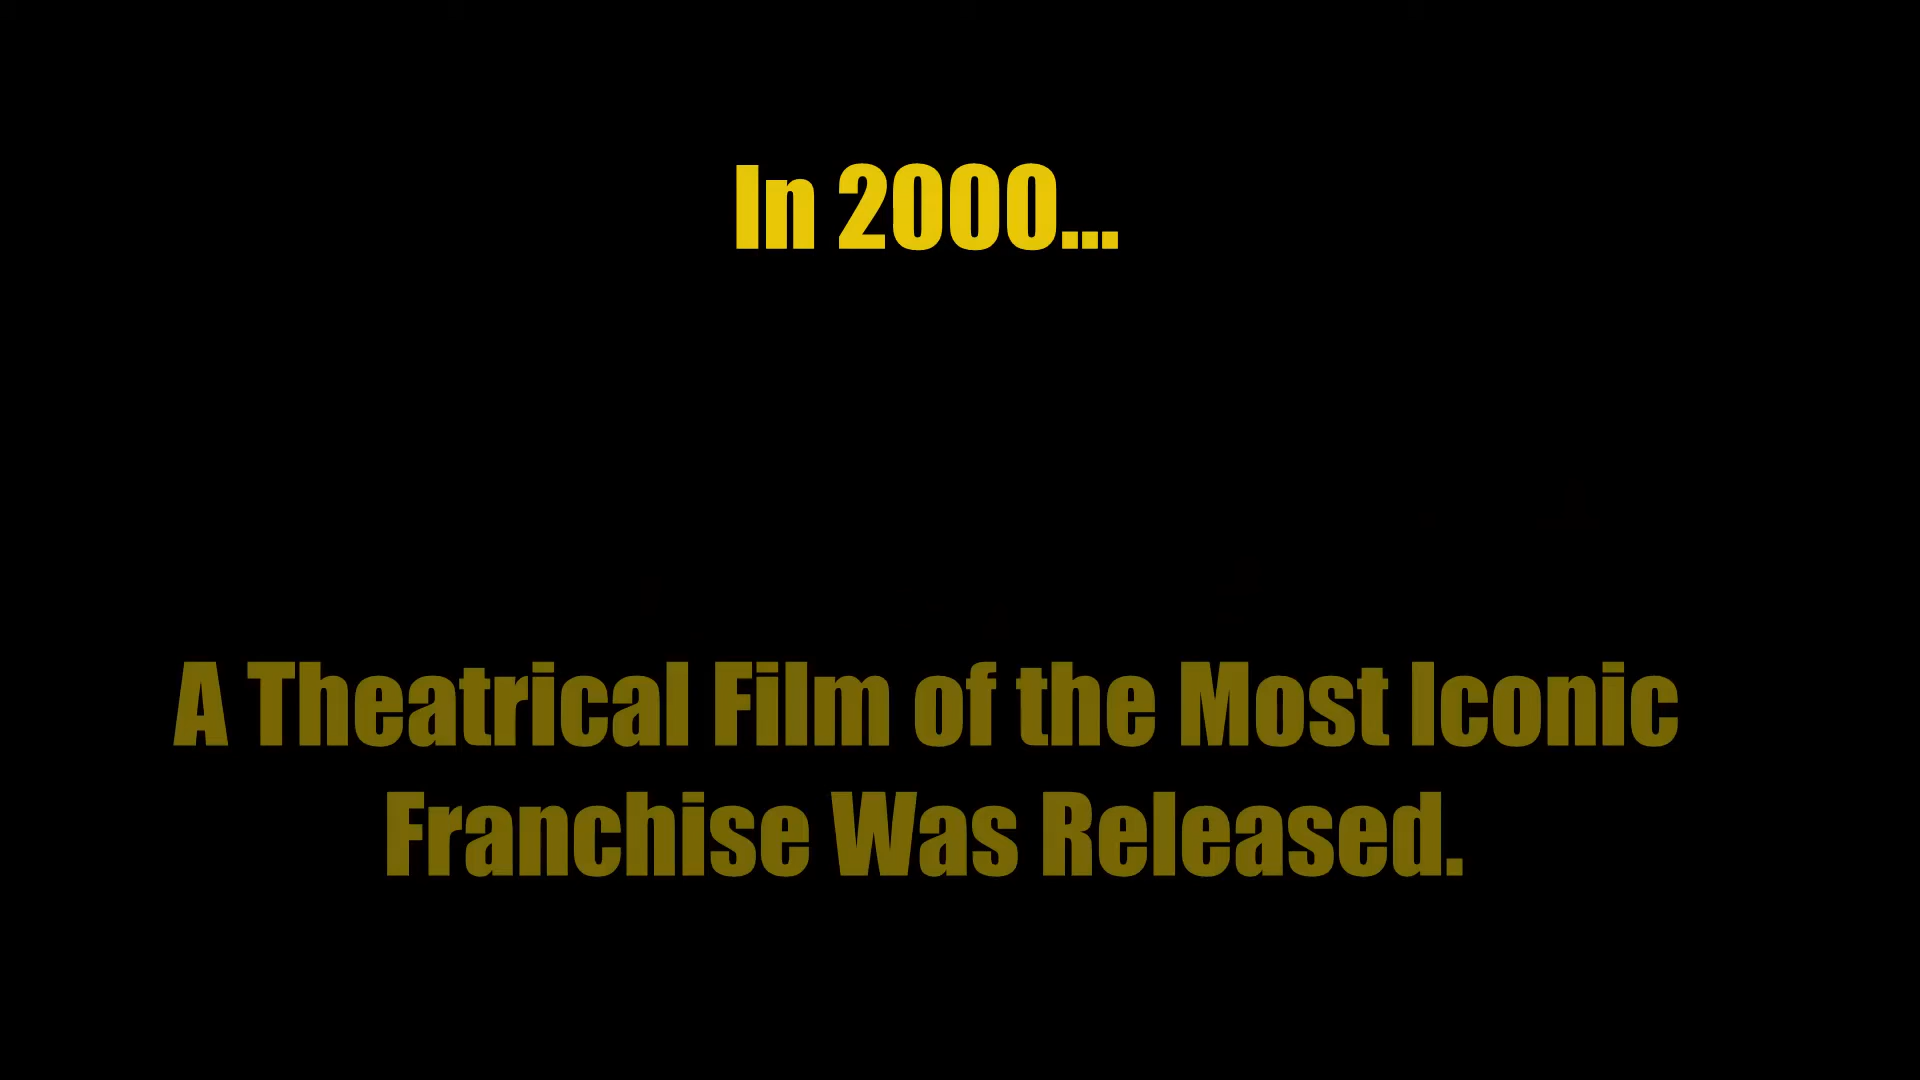 In 2000...
A Theatrical Film of the Most Iconic
Franchise Was Released.